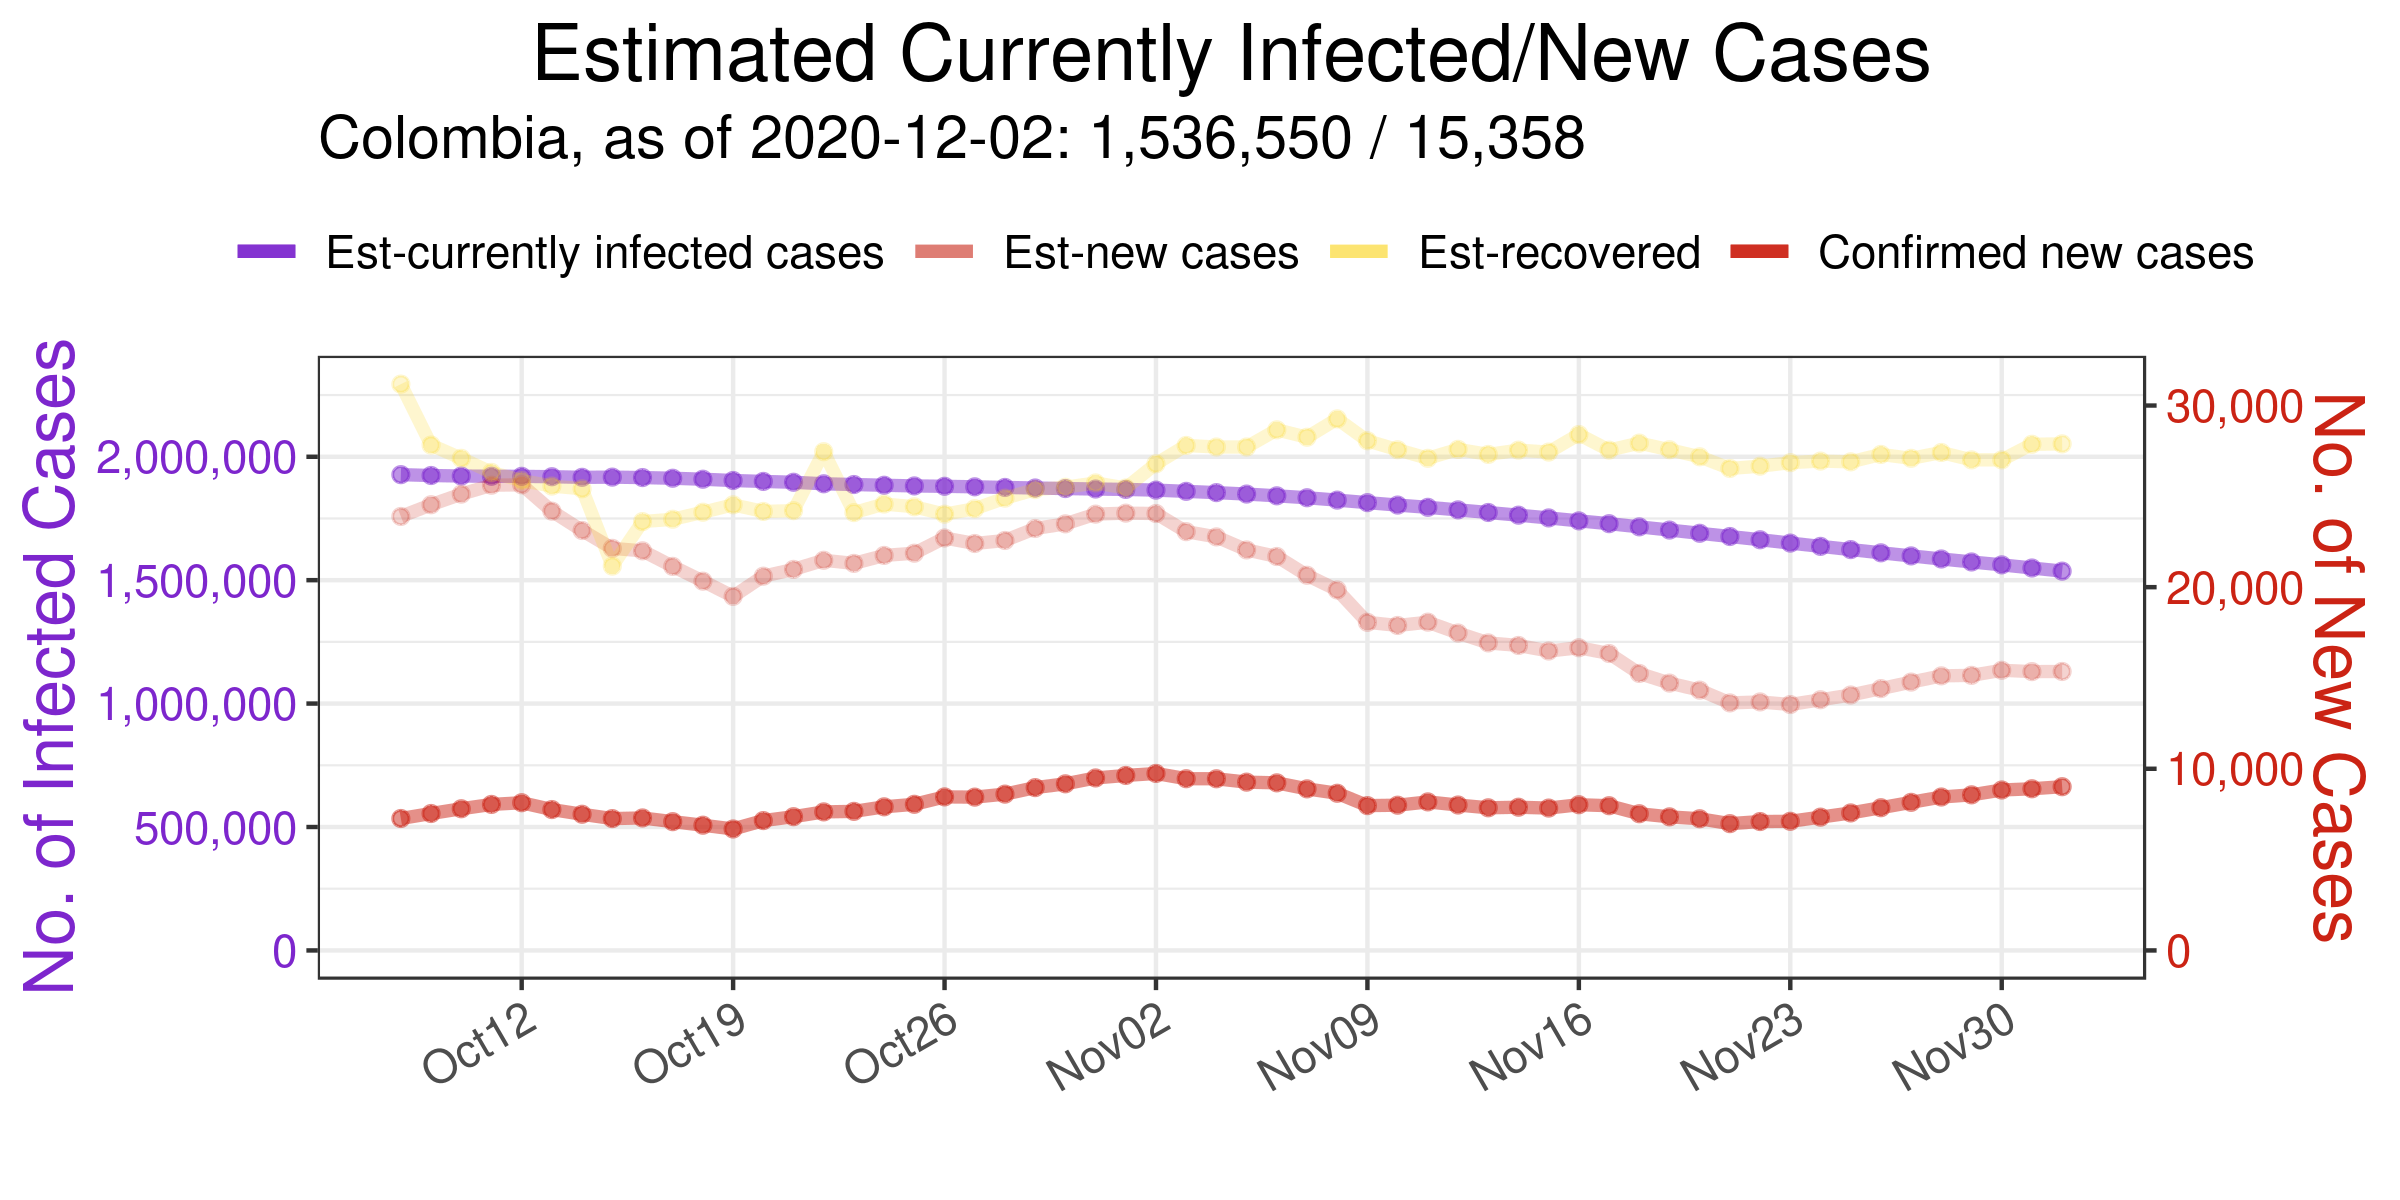 Estimated Currently Infected/New Cases
Colombia, as of 2020-12-02: 1,536,550 / 15,358
Est-currently infected cases Est-new cases Est-recovered Confirmed new cases
No. of Infected Cases
2,000,000
1,500,000
1,000,000
500,000
0
30,000
20,000
10,000
0
No. of New Cases
Oct12 Oct19 Oct26 Nov02 Nov09 Nov16 Nov23 Nov30